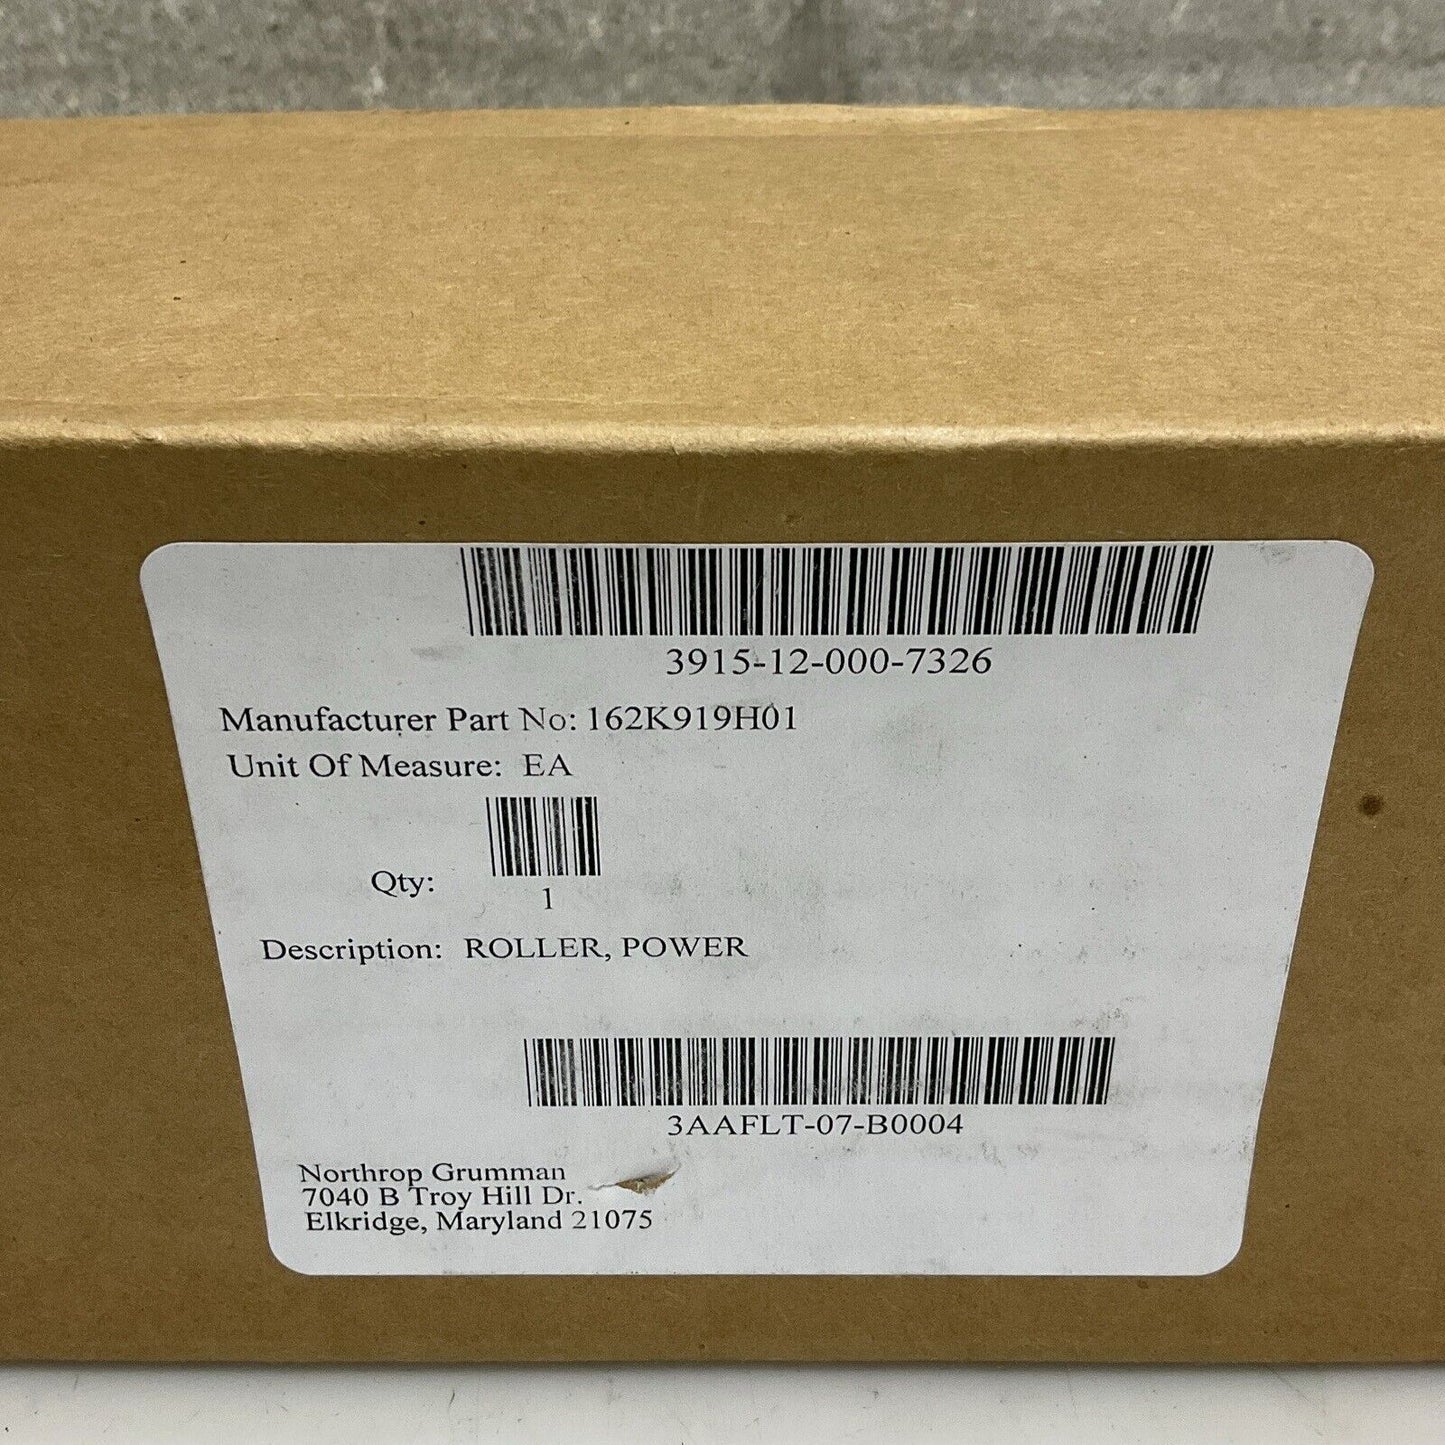 3915-12-000-7326
Manufacturer Part No: 162K919H01
Unit Of Measure: EA
Qty:
1
Description: ROLLER, POWER
3AAFLT-07-B0004
Northrop Grumman
7040 B Troy Hill Dr.
Elkridge, Maryland 21075